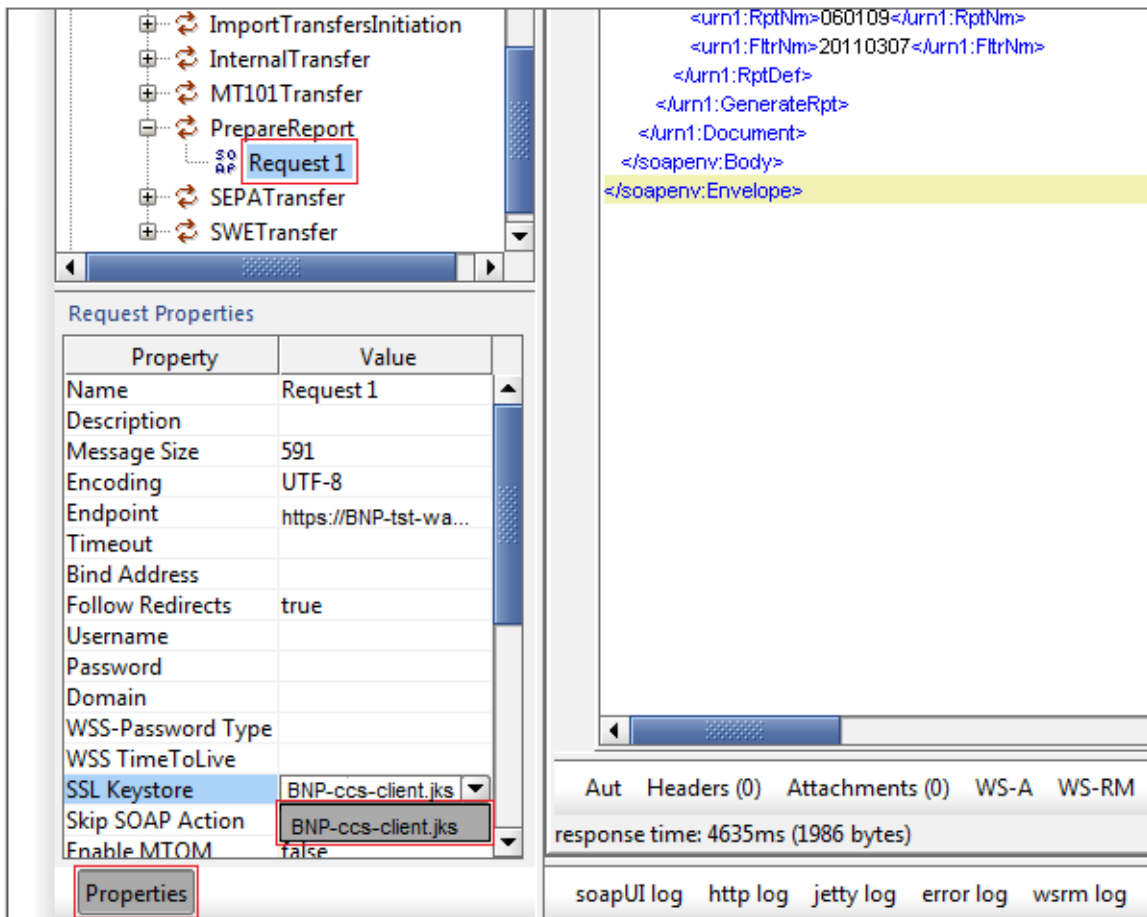 ImportTransfersInitiation
InternalTransfer
MT101Transfer
PrepareReport
SOAP Request 1
SEPATransfer
SWETransfer
Request Properties
Property Value
Name Request 1
Description
Message Size 591
Encoding UTF-8
Endpoint https://BNP-tst-wa...
Timeout
Bind Address
Follow Redirects true
Username
Password
Domain
WSS-Password Type
WSS TimeToLive
SSL Keystore BNP-ccs-client.jks
Skip SOAP Action BNP-ccs-client.jks
Enable MTOM false
Properties
<urn1:RptNm>060109</urn1:RptNm>
<urn1:FltrNm>20110307</urn1:FltrNm>
</urn1:RptDef>
</urn1:GenerateRpt>
</urn1:Document>
</soapenv:Body>
</soapenv:Envelope>
Aut Headers (0) Attachments (0) WS-A WS-RM
response time: 4635ms (1986 bytes)
soapUI log http log jetty log error log wsrm log